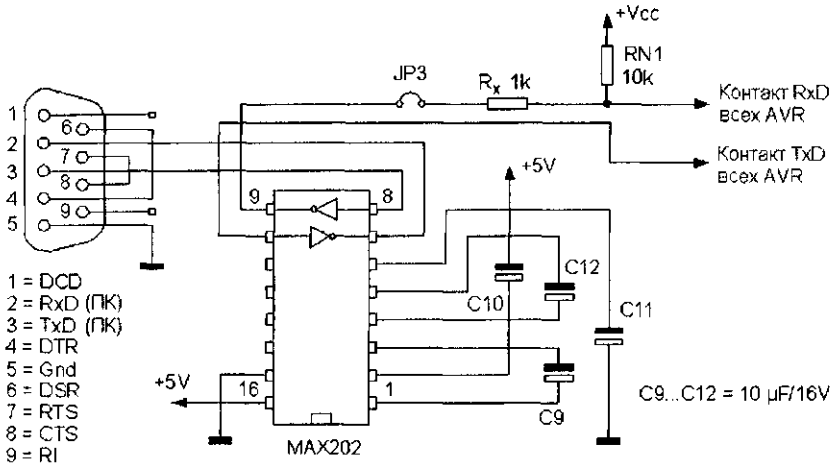 +Vcc
RN1
10k
JP3
Rx 1k
Контакт RxD
всех AVR
Контакт TxD
всех AVR
1
6
2
7
3
8
4
9
5
9
8
+5V
C12
C10
C11
1 = DCD
2 = RxD (ПК)
3 = TxD (ПК)
4 = DTR
5 = Gnd
6 = DSR
7 = RTS
8 = CTS
9 = RI
+5V
16
1
C9
MAX202
C9...C12 = 10 µF/16V